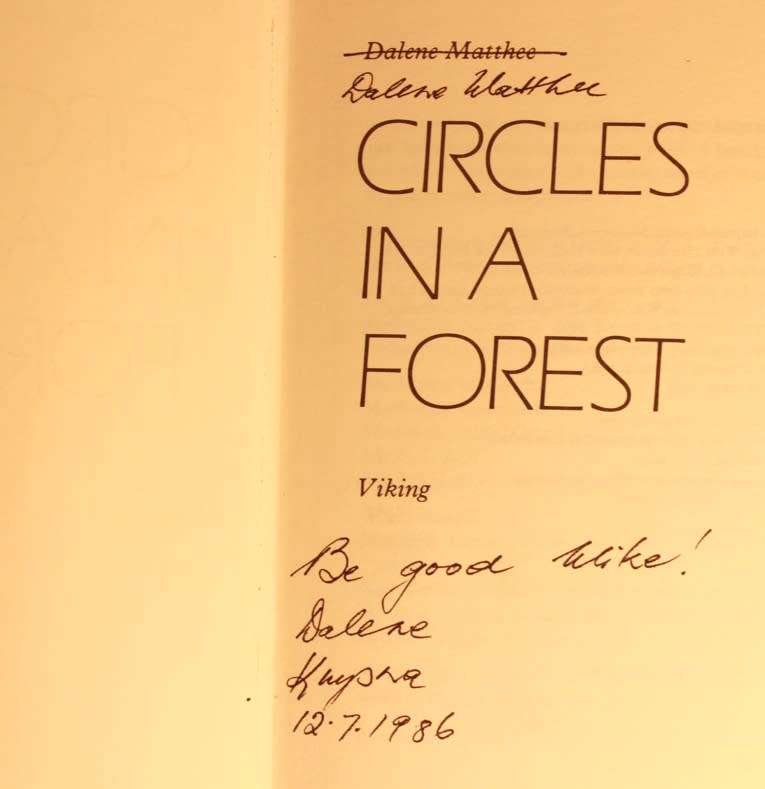 Dalene Matthee
Dalene Matthee
CIRCLES
IN A
FOREST
Viking
Be good Mike!
Dalene
Knysna
12.7.1986